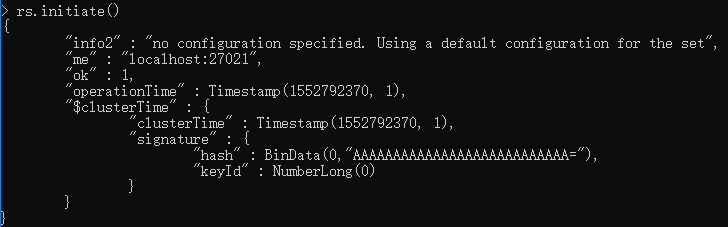 > rs.initiate()
{
        "info2" : "no configuration specified. Using a default configuration for the set",
        "me" : "localhost:27021",
        "ok" : 1,
        "operationTime" : Timestamp(1552792370, 1),
        "$clusterTime" : {
                "clusterTime" : Timestamp(1552792370, 1),
                "signature" : {
                        "hash" : BinData(0,"AAAAAAAAAAAAAAAAAAAAAAAAAAA="),
                        "keyId" : NumberLong(0)
                }
        }
}